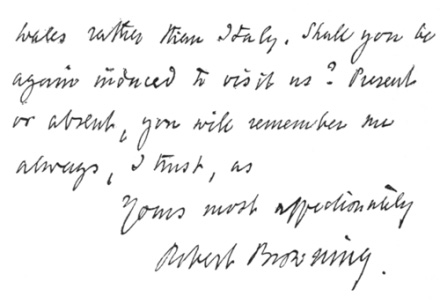 Wales rather than Italy. Shall you be
again induced to visit us? Present
or absent, you will remember me
always, I trust, as
Yours most affectionately
Robert Browning.